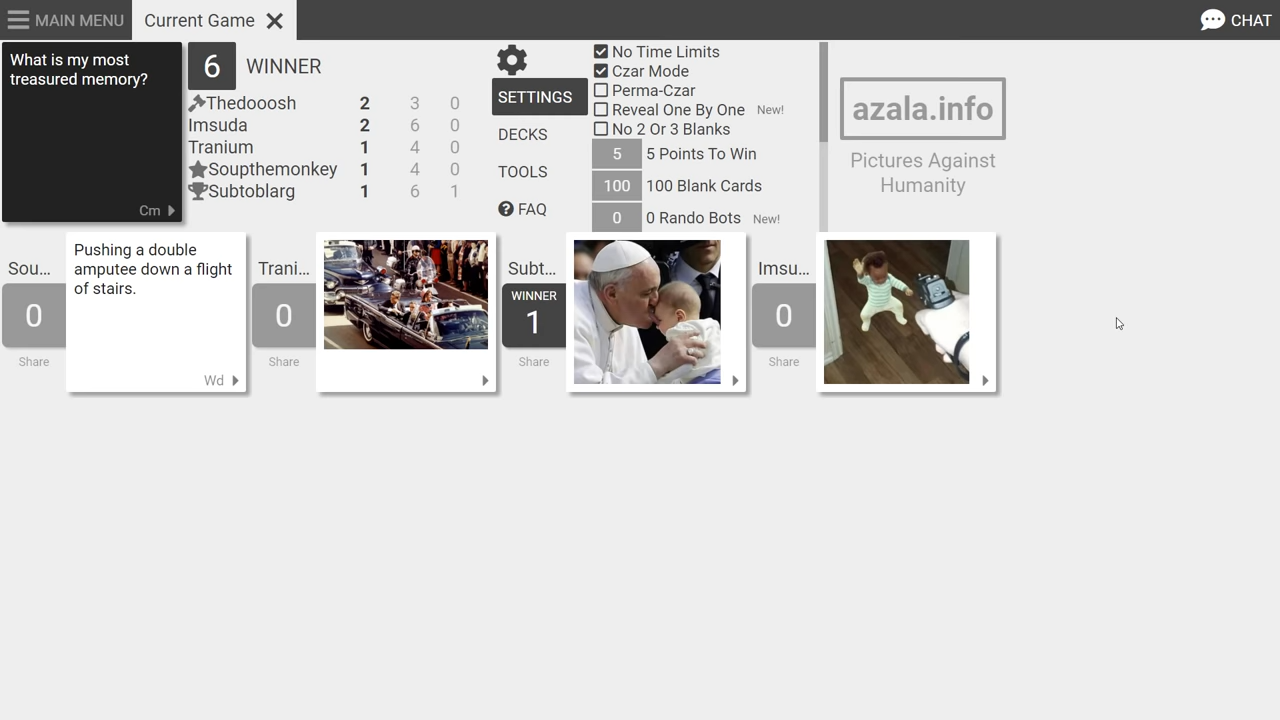 MAIN MENU
Current Game
CHAT
What is my most
treasured memory?
Cm
6 WINNER
Thedooosh 2 3 0
Imsuda 2 6 0
Tranium 1 4 0
Soupthemonkey 1 4 0
Subtoblarg 1 6 1
SETTINGS
DECKS
TOOLS
FAQ
No Time Limits
Czar Mode
Perma-Czar
Reveal One By One New!
No 2 Or 3 Blanks
5 5 Points To Win
100 100 Blank Cards
0 0 Rando Bots New!
azala.info
Pictures Against
Humanity
Sou...
0
Share
Pushing a double
amputee down a flight
of stairs.
Wd
Trani...
0
Share
Subt...
WINNER
1
Share
Imsu...
0
Share